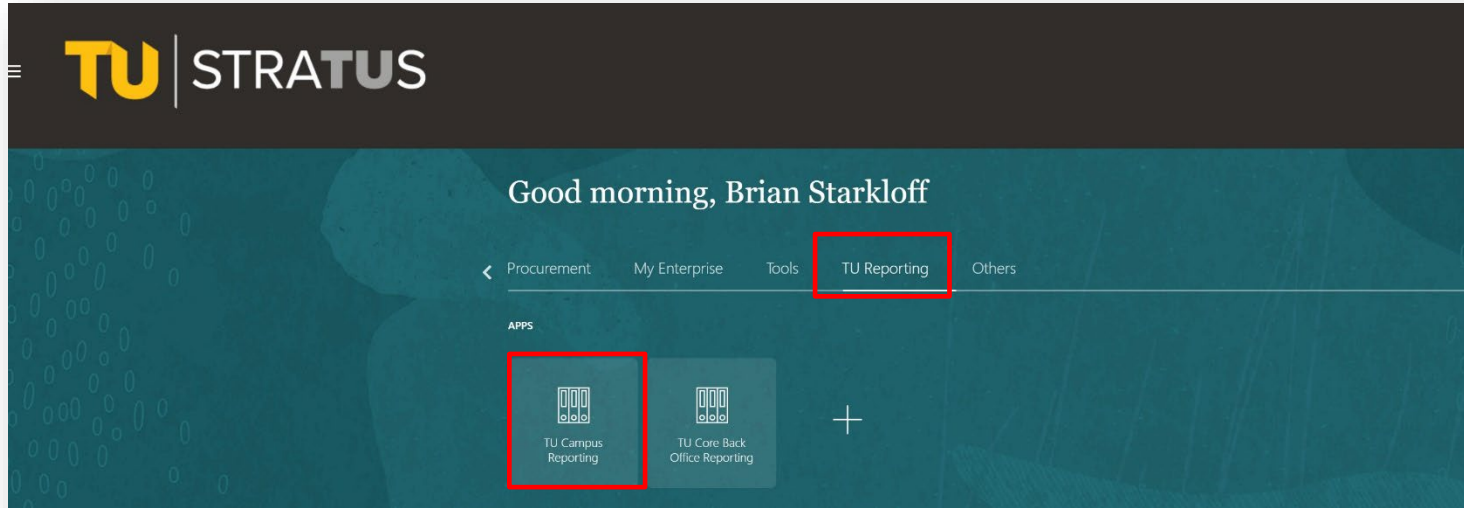 TU | STRATUS
Good morning, Brian Starkloff
Procurement My Enterprise Tools TU Reporting Others
APPS
TU Campus
Reporting
TU Core Back
Office Reporting